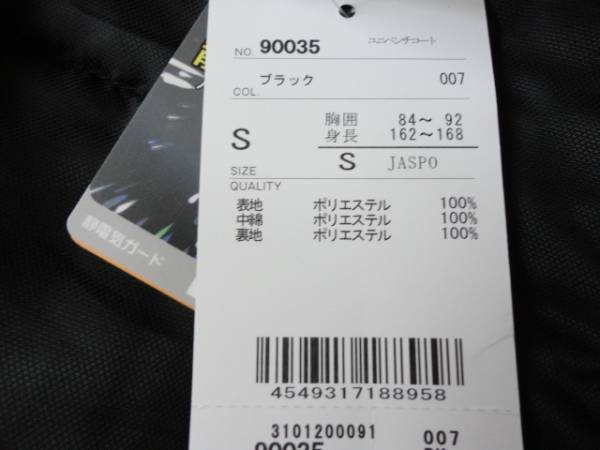 NO. 90035 ユニベンチコート
COL. ブラック 007
S 胸囲 84～ 92
身長 162～168
SIZE S JASPO
QUALITY
表地 ポリエステル 100%
中綿 ポリエステル 100%
裏地 ポリエステル 100%
4549317188958
3101200091 007
90035
静電気ガード